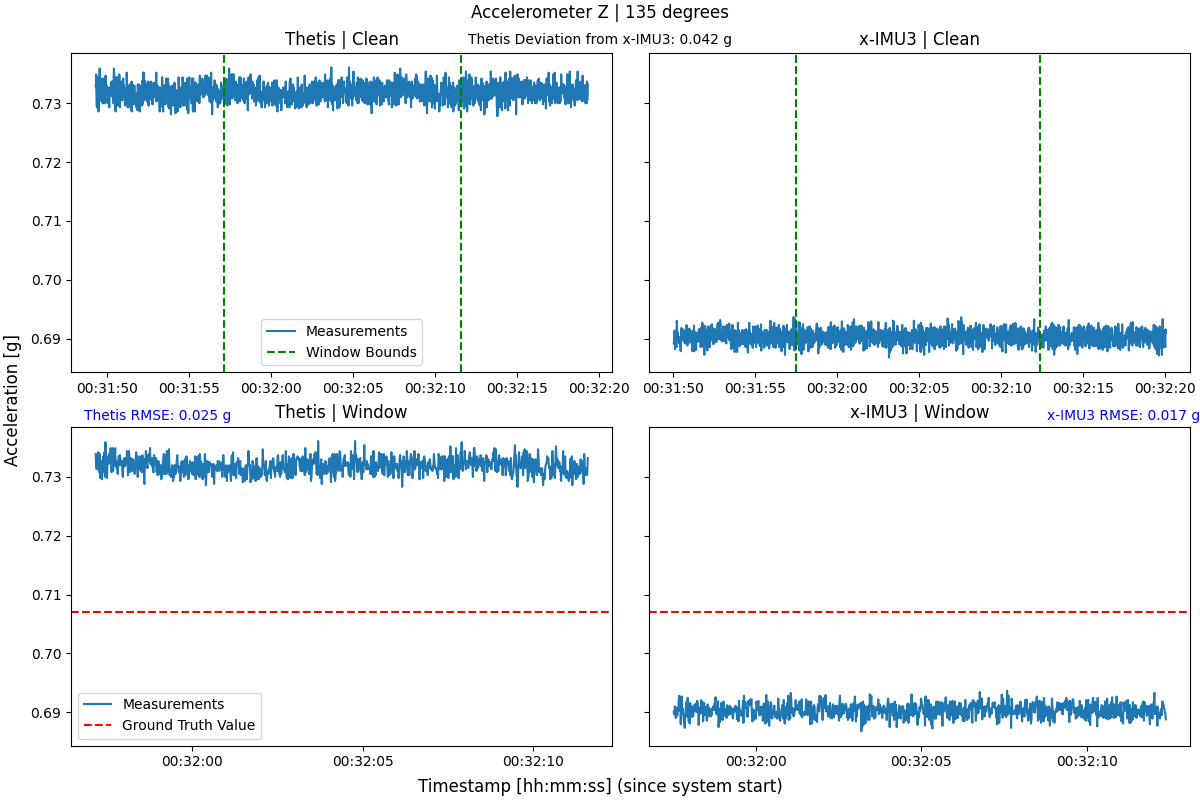 Accelerometer Z | 135 degrees
Thetis | Clean
Thetis Deviation from x-IMU3: 0.042 g
x-IMU3 | Clean
0.73
0.72
0.71
0.70
0.69
Measurements
Window Bounds
00:31:50 00:31:55 00:32:00 00:32:05 00:32:10 00:32:15 00:32:20
00:31:50 00:31:55 00:32:00 00:32:05 00:32:10 00:32:15 00:32:20
Acceleration [g]
Thetis RMSE: 0.025 g
Thetis | Window
x-IMU3 | Window
x-IMU3 RMSE: 0.017 g
0.73
0.72
0.71
0.70
0.69
Measurements
Ground Truth Value
00:32:00 00:32:05 00:32:10
00:32:00 00:32:05 00:32:10
Timestamp [hh:mm:ss] (since system start)